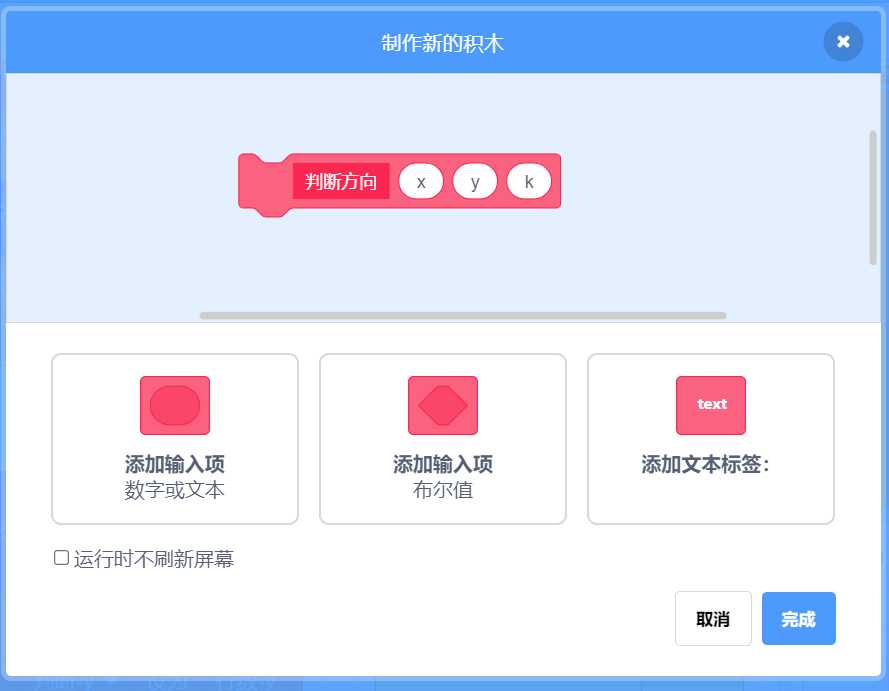 制作新的积木
判断方向 x y k
text
添加输入项
数字或文本
添加输入项
布尔值
添加文本标签：
运行时不刷新屏幕
取消 完成